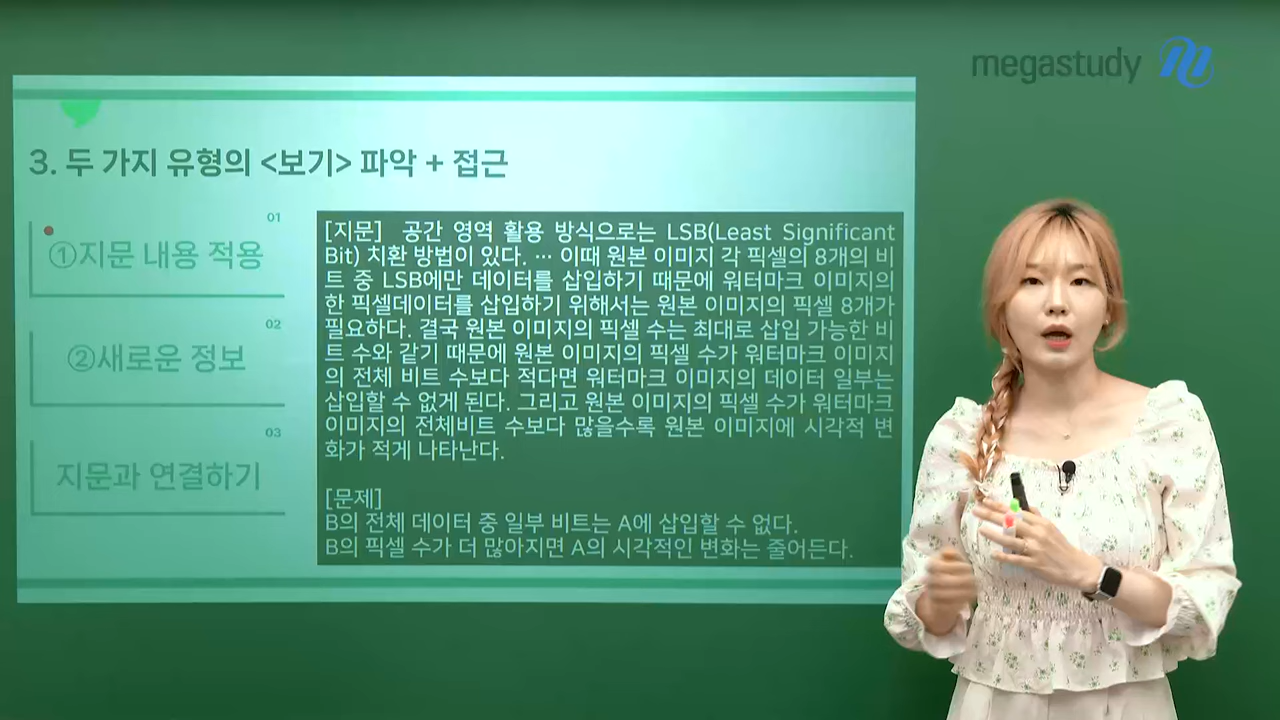 megastudy
3. 두 가지 유형의 <보기> 파악 + 접근
01
①지문 내용 적용
02
②새로운 정보
03
지문과 연결하기
[지문] 공간 영역 활용 방식으로는 LSB(Least Significant
Bit) 치환 방법이 있다. … 이때 원본 이미지 각 픽셀의 8개의 비
트 중 LSB에만 데이터를 삽입하기 때문에 워터마크 이미지의
한 픽셀데이터를 삽입하기 위해서는 원본 이미지의 픽셀 8개가
필요하다. 결국 원본 이미지의 픽셀 수는 최대로 삽입 가능한 비
트 수와 같기 때문에 원본 이미지의 픽셀 수가 워터마크 이미지
의 전체 비트 수보다 적다면 워터마크 이미지의 데이터 일부는
삽입할 수 없게 된다. 그리고 원본 이미지의 픽셀 수가 워터마크
이미지의 전체비트 수보다 많을수록 원본 이미지에 시각적 변
화가 적게 나타난다.
[문제]
B의 전체 데이터 중 일부 비트는 A에 삽입할 수 없다.
B의 픽셀 수가 더 많아지면 A의 시각적인 변화는 줄어든다.